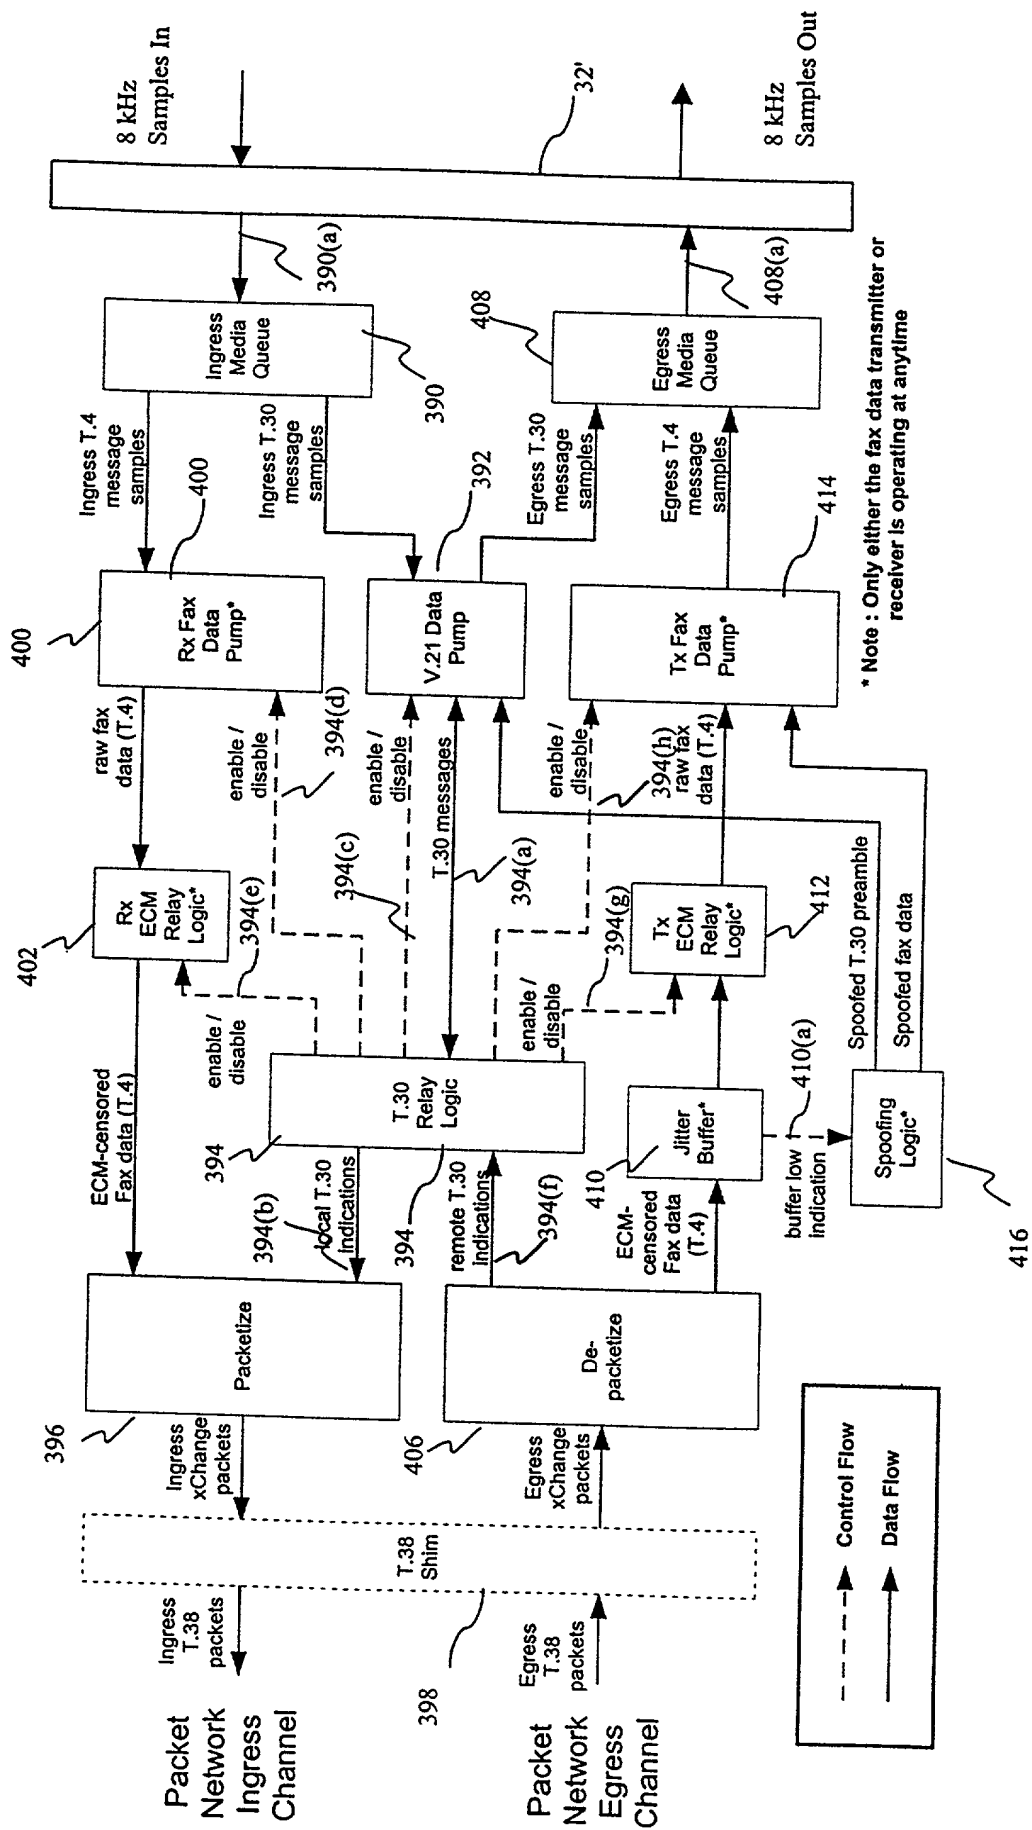 8 kHz
Samples In
32'
8 kHz
Samples Out
390(a)
408(a)
Ingress
Media
Queue
390
408
Egress
Media
Queue
Ingress T.4
message
samples
Ingress T.30
message
samples
Egress T.30
message
samples
Egress T.4
message
samples
400
400
392
414
Rx Fax
Data
Pump*
V.21 Data
Pump
Tx Fax
Data
Pump*
* Note : Only either the fax data transmitter or
receiver is operating at anytime
raw fax
data (T.4)
enable /
disable
394(d)
enable /
disable
T.30 messages
enable /
disable
394(h)
raw fax
data (T.4)
402
Rx
ECM
Relay
Logic*
394(e)
394(c)
394(a)
394(g)
Tx
ECM
Relay
Logic*
412
Spoofed T.30 preamble
Spoofed fax data
enable /
disable
enable /
disable
ECM-censored
Fax data (T.4)
394
T.30
Relay
Logic
410
Jitter
Buffer*
410(a)
buffer low
indication
Spoofing
Logic*
416
394(b)
local T.30
indications
394
remote T.30
indications
394(f)
ECM-
censored
Fax data
(T.4)
396
Packetize
406
De-
packetize
Ingress
xChange
packets
Egress
xChange
packets
T.38
Shim
398
Ingress
T.38
packets
Egress
T.38
packets
Packet
Network
Ingress
Channel
Packet
Network
Egress
Channel
Control Flow
Data Flow